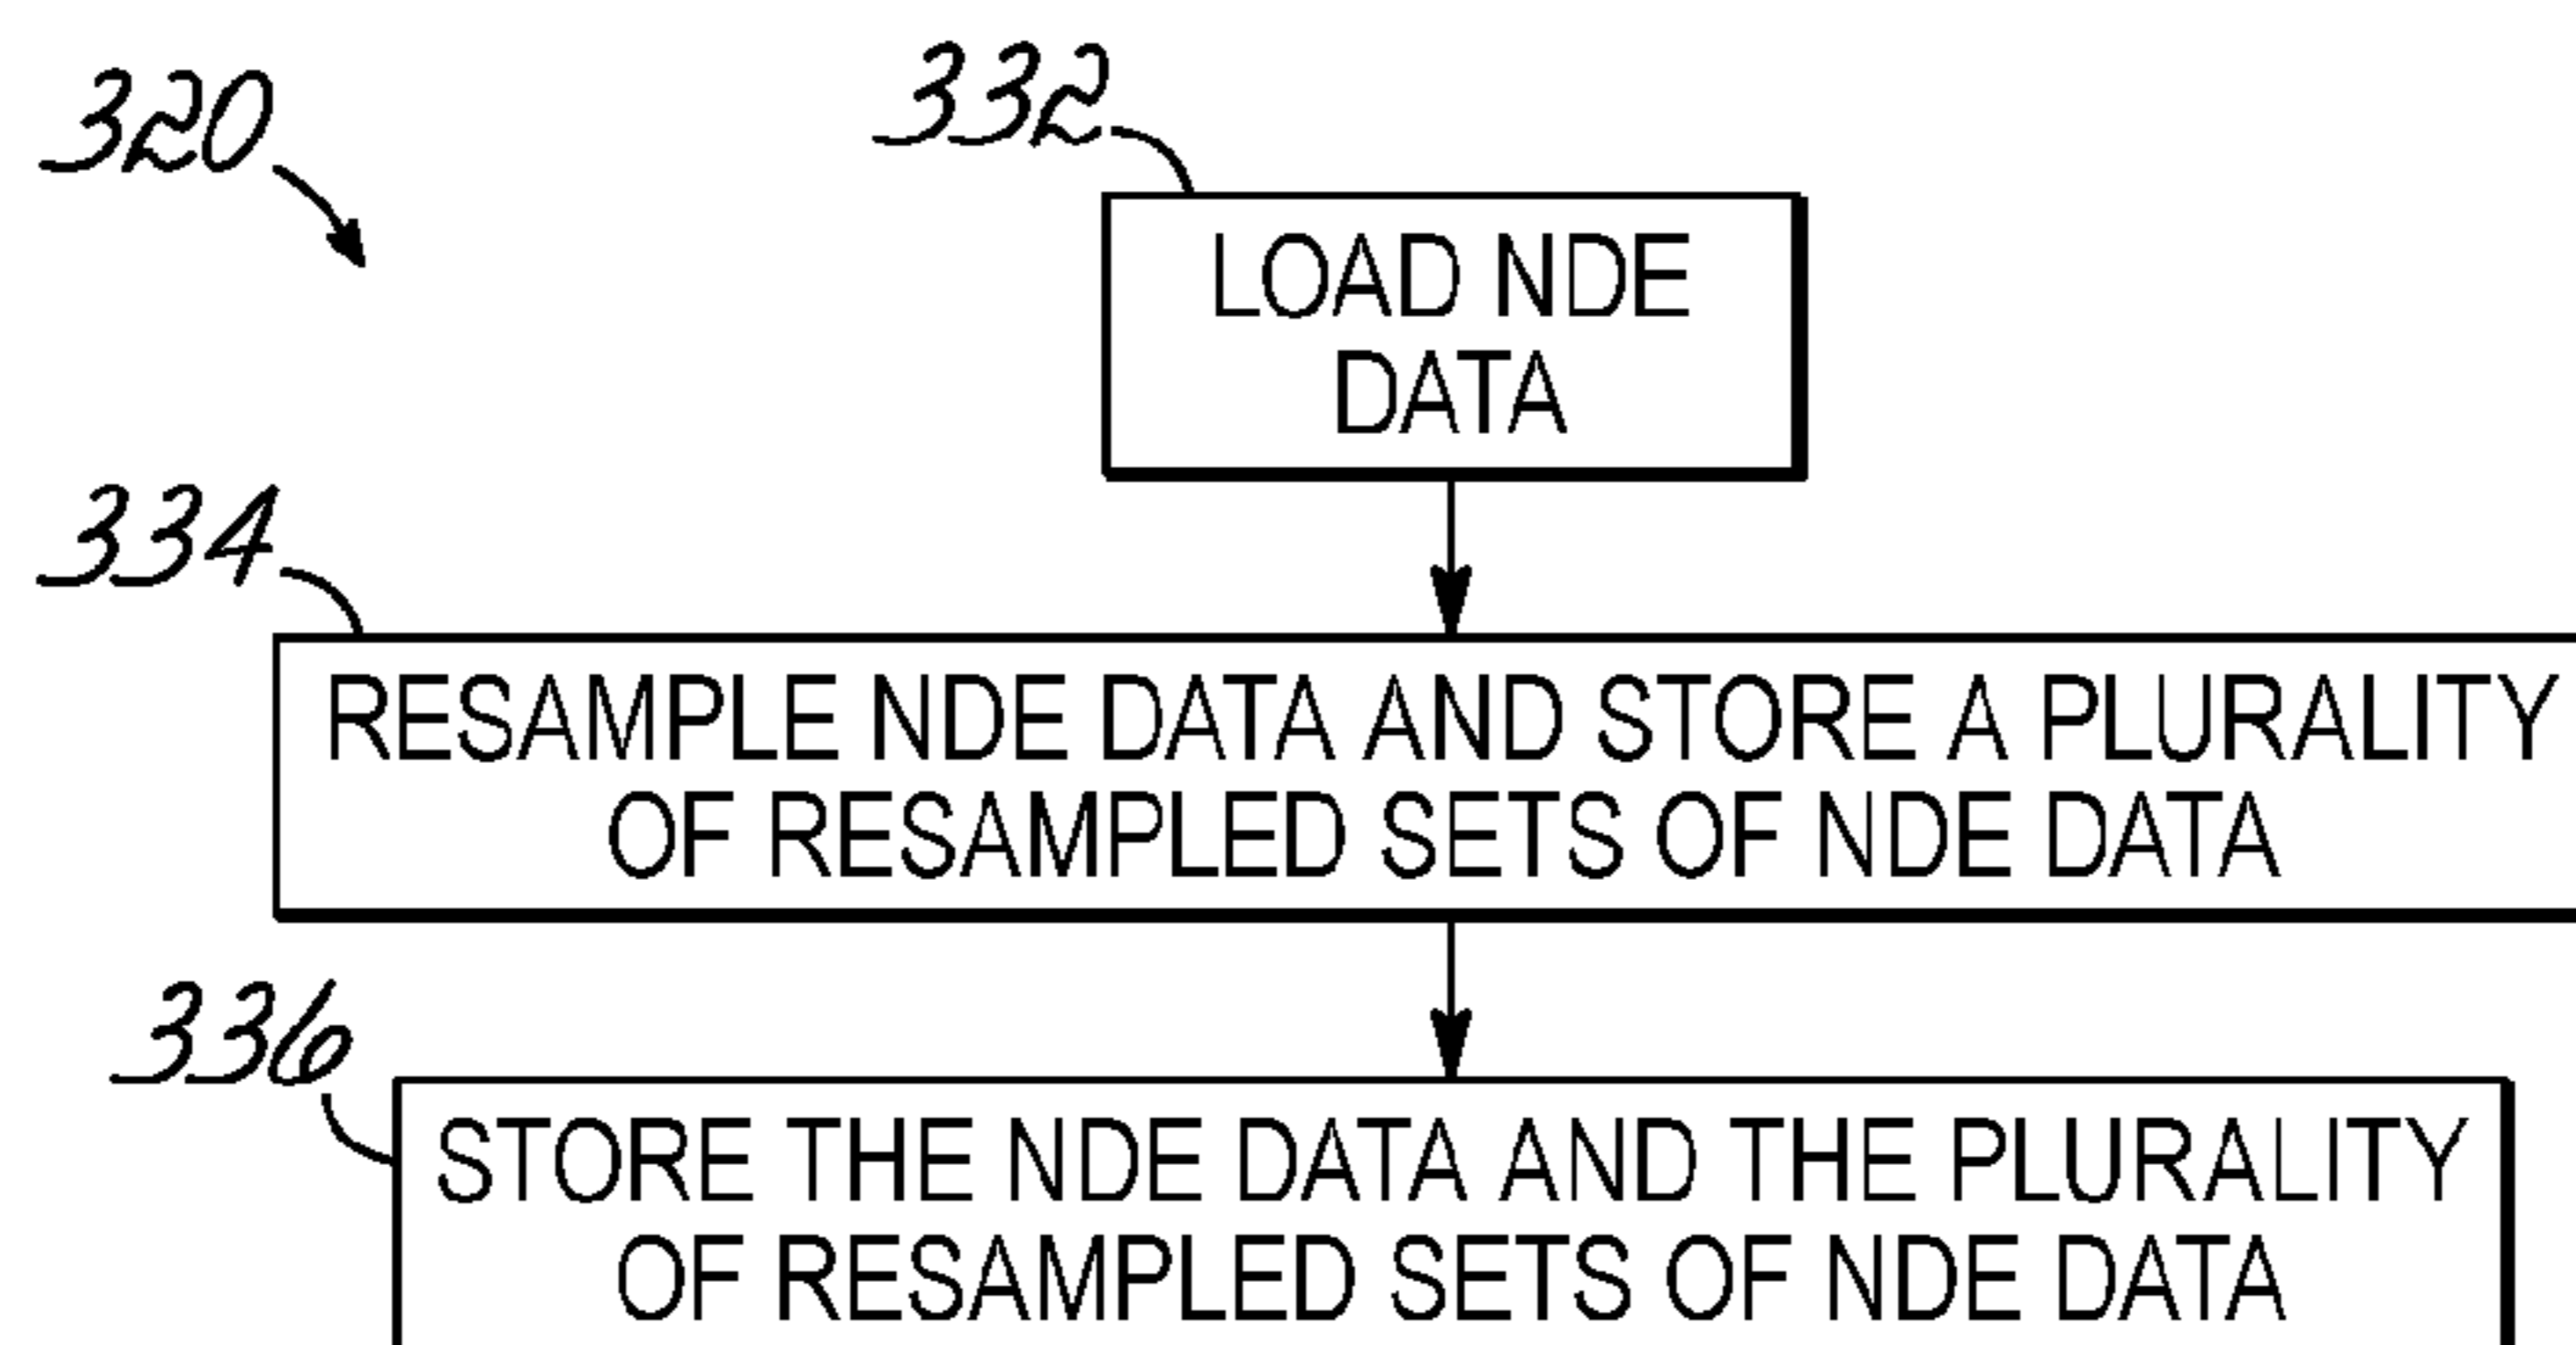 320
332
LOAD NDE
DATA
334
RESAMPLE NDE DATA AND STORE A PLURALITY
OF RESAMPLED SETS OF NDE DATA
336
STORE THE NDE DATA AND THE PLURALITY
OF RESAMPLED SETS OF NDE DATA